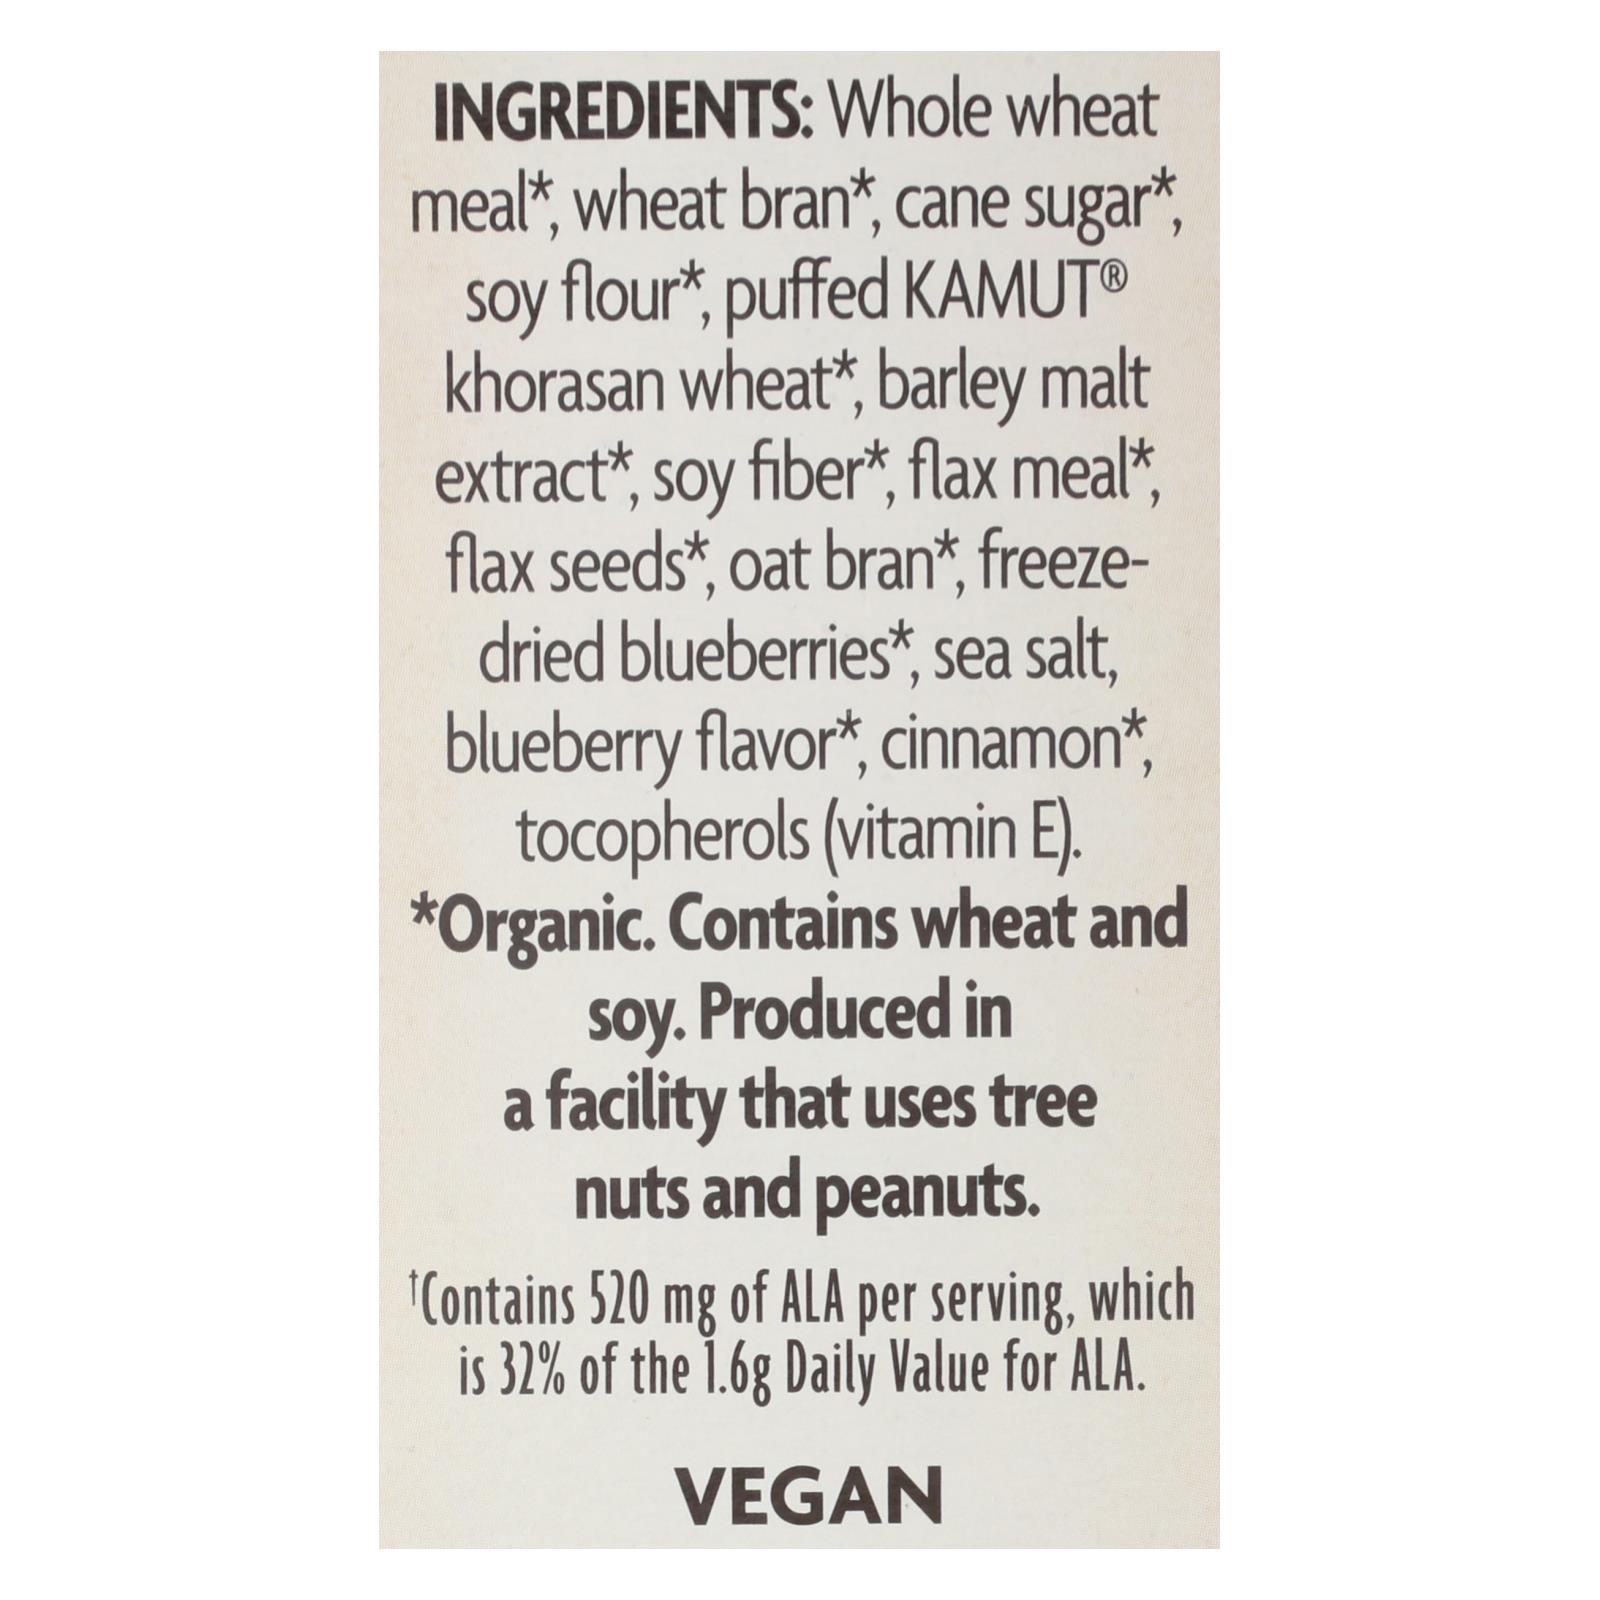 INGREDIENTS: Whole wheat
meal*, wheat bran*, cane sugar*,
soy flour*, puffed KAMUT®
khorasan wheat*, barley malt
extract*, soy fiber*, flax meal*,
flax seeds*, oat bran*, freeze-
dried blueberries*, sea salt,
blueberry flavor*, cinnamon*,
tocopherols (vitamin E).
*Organic. Contains wheat and
soy. Produced in
a facility that uses tree
nuts and peanuts.
†Contains 520 mg of ALA per serving, which
is 32% of the 1.6g Daily Value for ALA.
VEGAN